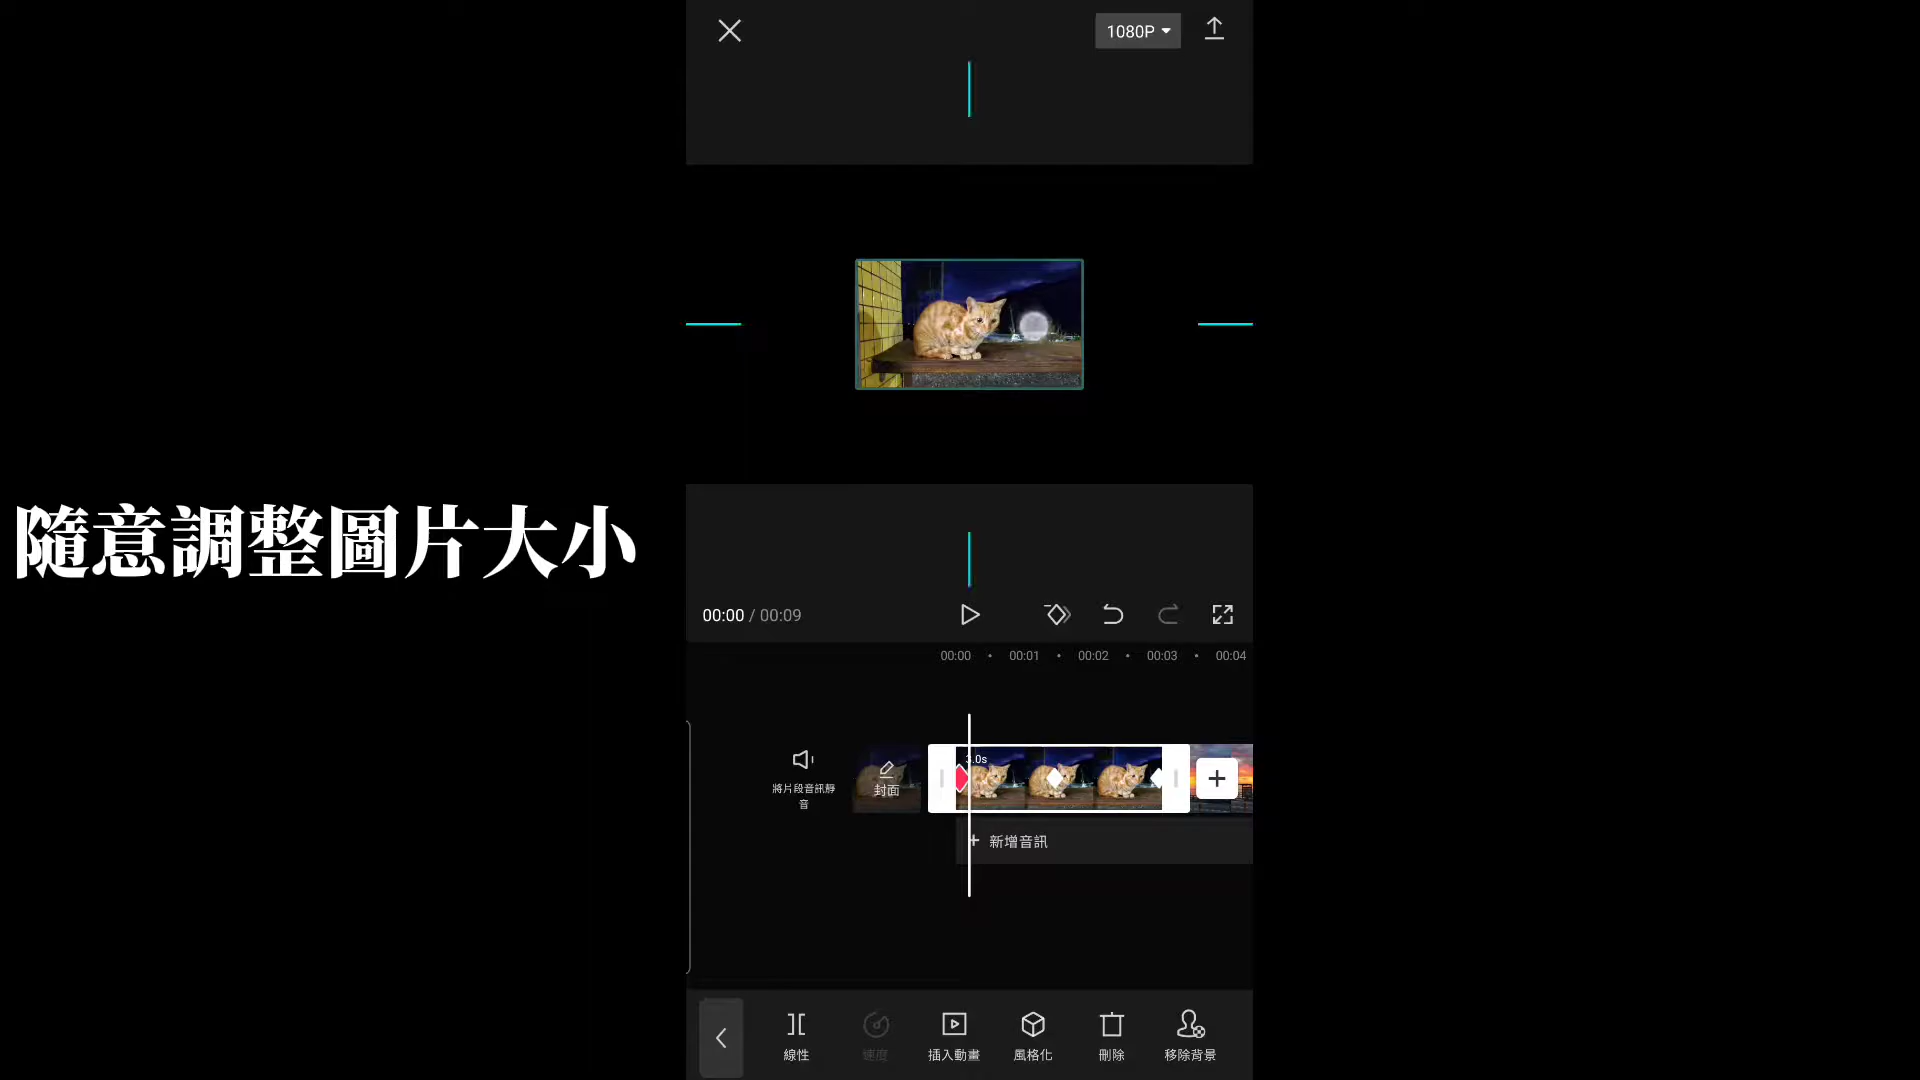 1080P
隨意調整圖片大小
00:00 / 00:09
00:00 00:01 00:02 00:03 00:04
3.0s
將片段音訊靜
音
封面
+ 新增音訊
線性 速度 插入動畫 風格化 刪除 移除背景